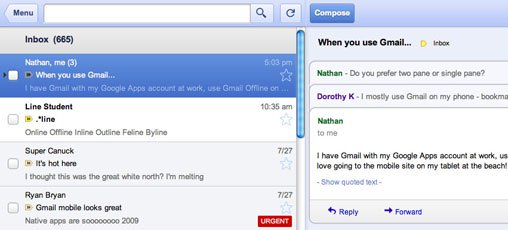 Menu
Compose
Inbox (665)
Nathan, me (3) 5:03 pm
When you use Gmail...
I have Gmail with my Google Apps account at work, use Gmail Offline on
Line Student 10:35 am
.*line
Online Offline Inline Outline Feline Byline
Super Canuck 7/27
It's hot here
I thought this was the great white north? I'm melting
Ryan Bryan 7/27
Gmail mobile looks great
Native apps are sooooooo 2009 URGENT
When you use Gmail... Inbox
Nathan - Do you prefer two pane or single pane?
Dorothy K - I mostly use Gmail on my phone - bookma
Nathan
to me
I have Gmail with my Google Apps account at work, us
love going to the mobile site on my tablet at the beach!
- Show quoted text -
Reply Forward